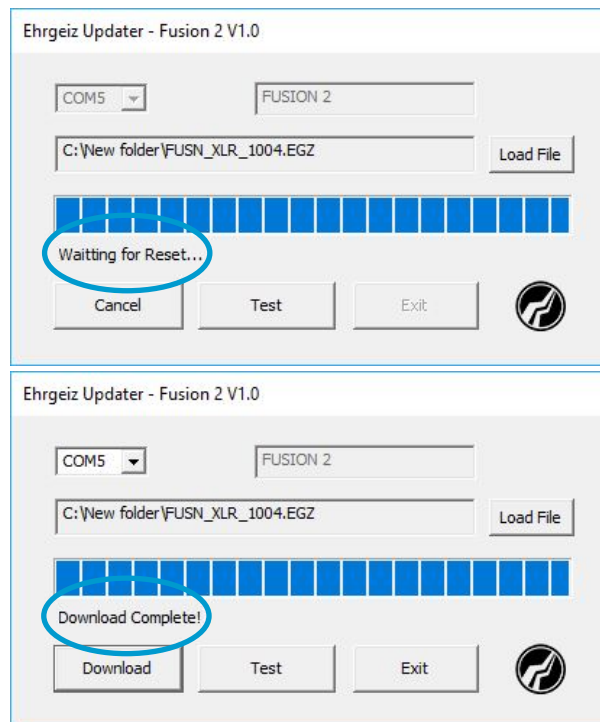 Ehrgeiz Updater - Fusion 2 V1.0
COM5 FUSION 2
C:\New folder\FUSN_XLR_1004.EGZ Load File
Waitting for Reset...
Cancel Test Exit
Ehrgeiz Updater - Fusion 2 V1.0
COM5 FUSION 2
C:\New folder\FUSN_XLR_1004.EGZ Load File
Download Complete!
Download Test Exit